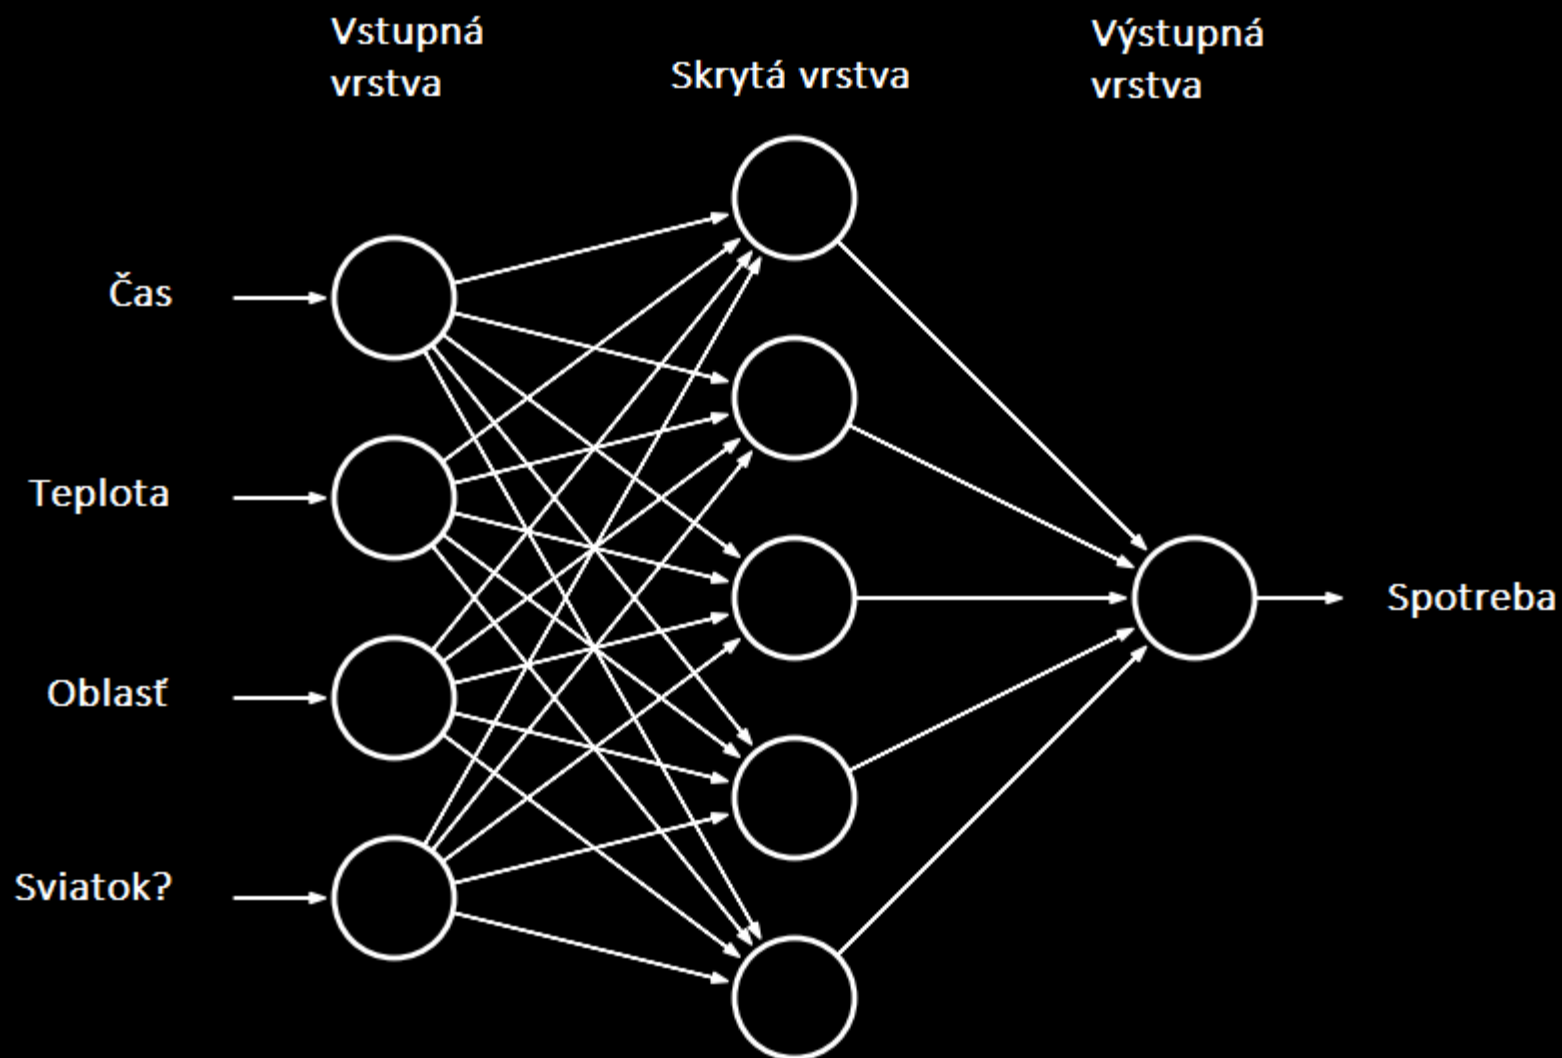 Vstupná
vrstva
Skrytá vrstva
Výstupná
vrstva
Čas
Teplota
Oblasť
Sviatok?
Spotreba